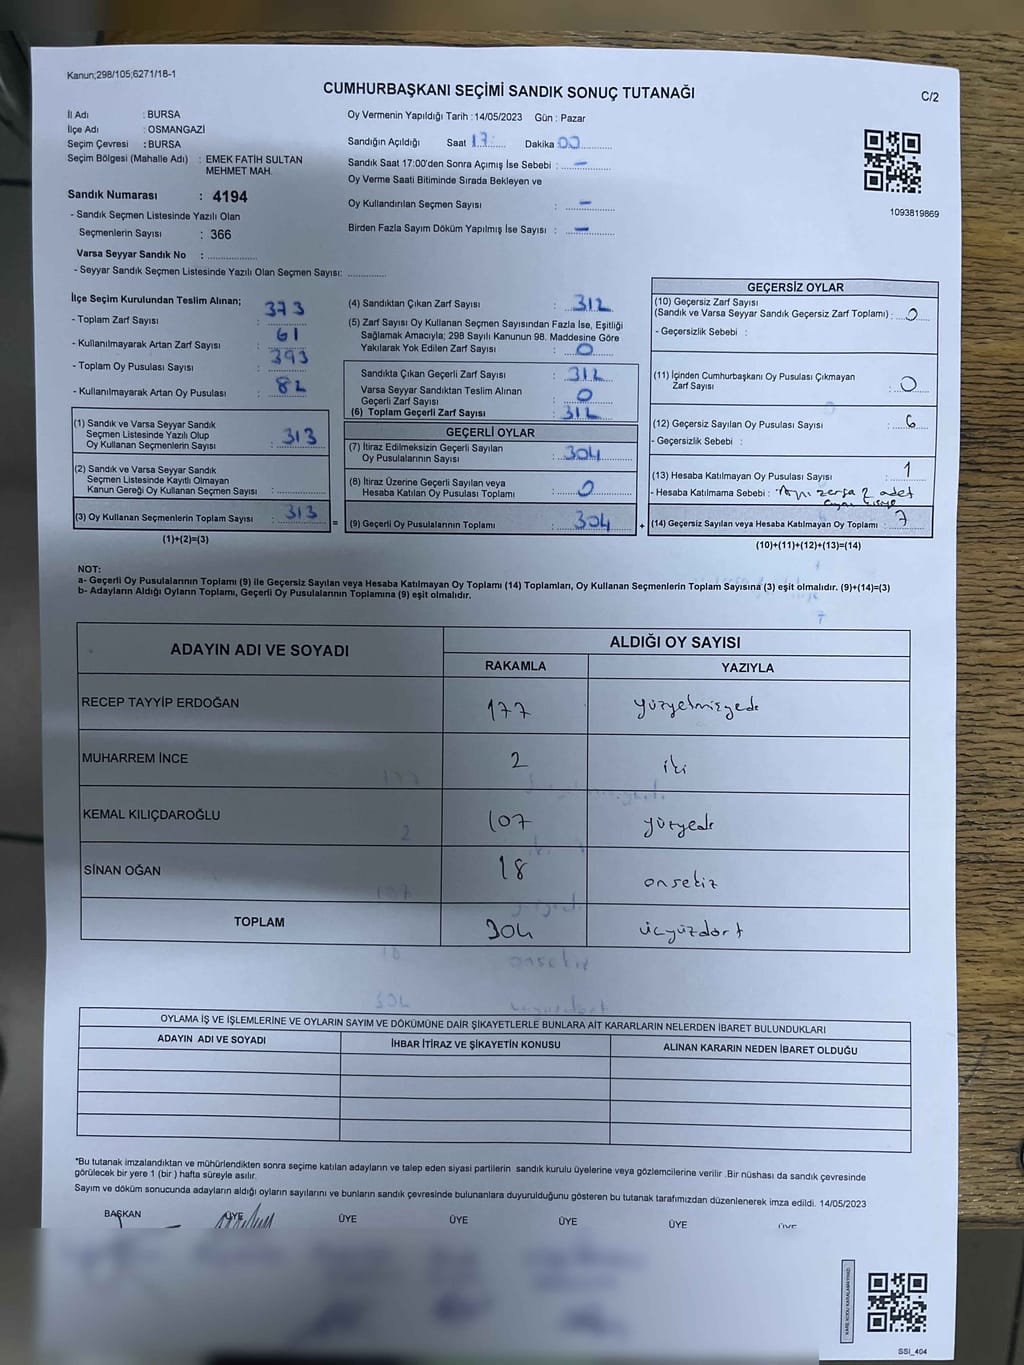 Kanun;298/105;6271/18-1
CUMHURBAŞKANI SEÇİMİ SANDIK SONUÇ TUTANAĞI
C/2
İl Adı : BURSA
İlçe Adı : OSMANGAZİ
Seçim Çevresi : BURSA
Seçim Bölgesi (Mahalle Adı) : EMEK FATİH SULTAN
MEHMET MAH.
Sandık Numarası : 4194
- Sandık Seçmen Listesinde Yazılı Olan
Seçmenlerin Sayısı : 366
Varsa Seyyar Sandık No : ................
- Seyyar Sandık Seçmen Listesinde Yazılı Olan Seçmen Sayısı: ............
Oy Vermenin Yapıldığı Tarih : 14/05/2023 Gün : Pazar
Sandığın Açıldığı Saat 17 Dakika 00
Sandık Saat 17:00'den Sonra Açımış İse Sebebi : -
Oy Verme Saati Bitiminde Sırada Bekleyen ve
Oy Kullandırılan Seçmen Sayısı : -
Birden Fazla Sayım Döküm Yapılmış İse Sayısı : -
1093819869
İlçe Seçim Kurulundan Teslim Alınan;
- Toplam Zarf Sayısı : 373
- Kullanılmayarak Artan Zarf Sayısı : 61
- Toplam Oy Pusulası Sayısı : 393
- Kullanılmayarak Artan Oy Pusulası : 82
(1) Sandık ve Varsa Seyyar Sandık
Seçmen Listesinde Yazılı Olup
Oy Kullanan Seçmenlerin Sayısı : 313
(2) Sandık ve Varsa Seyyar Sandık
Seçmen Listesinde Kayıtlı Olmayan
Kanun Gereği Oy Kullanan Seçmen Sayısı :
(3) Oy Kullanan Seçmenlerin Toplam Sayısı : 313
(1)+(2)=(3)
=
(4) Sandıktan Çıkan Zarf Sayısı : 312
(5) Zarf Sayısı Oy Kullanan Seçmen Sayısından Fazla İse, Eşitliği
Sağlamak Amacıyla; 298 Sayılı Kanunun 98. Maddesine Göre
Yakılarak Yok Edilen Zarf Sayısı : 0
Sandıkta Çıkan Geçerli Zarf Sayısı : 312
Varsa Seyyar Sandıktan Teslim Alınan
Geçerli Zarf Sayısı : 0
(6) Toplam Geçerli Zarf Sayısı : 312
GEÇERLİ OYLAR
(7) İtiraz Edilmeksizin Geçerli Sayılan
Oy Pusulalarının Sayısı : 304
(8) İtiraz Üzerine Geçerli Sayılan veya
Hesaba Katılan Oy Pusulası Toplamı : 0
(9) Geçerli Oy Pusulalarının Toplamı : 304
+
GEÇERSİZ OYLAR
(10) Geçersiz Zarf Sayısı
(Sandık ve Varsa Seyyar Sandık Geçersiz Zarf Toplamı) : 0
- Geçersizlik Sebebi :
(11) İçinden Cumhurbaşkanı Oy Pusulası Çıkmayan
Zarf Sayısı : 0
(12) Geçersiz Sayılan Oy Pusulası Sayısı : 6
- Geçersizlik Sebebi :
(13) Hesaba Katılmayan Oy Pusulası Sayısı : 1
- Hesaba Katılmama Sebebi : Aynı zarfta 2 adet
(14) Geçersiz Sayılan veya Hesaba Katılmayan Oy Toplamı : 7
(10)+(11)+(12)+(13)=(14)
NOT:
a- Geçerli Oy Pusulalarının Toplamı (9) ile Geçersiz Sayılan veya Hesaba Katılmayan Oy Toplamı (14) Toplamları, Oy Kullanan Seçmenlerin Toplam Sayısına (3) eşit olmalıdır. (9)+(14)=(3)
b- Adayların Aldığı Oyların Toplamı, Geçerli Oy Pusulalarının Toplamına (9) eşit olmalıdır.
ADAYIN ADI VE SOYADI
ALDIĞI OY SAYISI
RAKAMLA YAZIYLA
RECEP TAYYİP ERDOĞAN 177 yüzyetmişyedi
MUHARREM İNCE 2 iki
KEMAL KILIÇDAROĞLU 107 yüzyedi
SİNAN OĞAN 18 onsekiz
TOPLAM 304 üçyüzdört
OYLAMA İŞ VE İŞLEMLERİNE VE OYLARIN SAYIM VE DÖKÜMÜNE DAİR ŞİKAYETLERLE BUNLARA AİT KARARLARIN NELERDEN İBARET BULUNDUKLARI
ADAYIN ADI VE SOYADI İHBAR İTİRAZ VE ŞİKAYETİN KONUSU ALINAN KARARIN NEDEN İBARET OLDUĞU
*Bu tutanak imzalandıktan ve mühürlendikten sonra seçime katılan adayların ve talep eden siyasi partilerin sandık kurulu üyelerine veya gözlemcilerine verilir .Bir nüshası da sandık çevresinde
görülecek bir yere 1 (bir ) hafta süreyle asılır.
Sayım ve döküm sonucunda adayların aldığı oyların sayılarını ve bunların sandık çevresinde bulunanlara duyurulduğunu gösteren bu tutanak tarafımızdan düzenlenerek imza edildi. 14/05/2023
BAŞKAN ÜYE ÜYE ÜYE ÜYE ÜYE ÜYE
SSİ_404